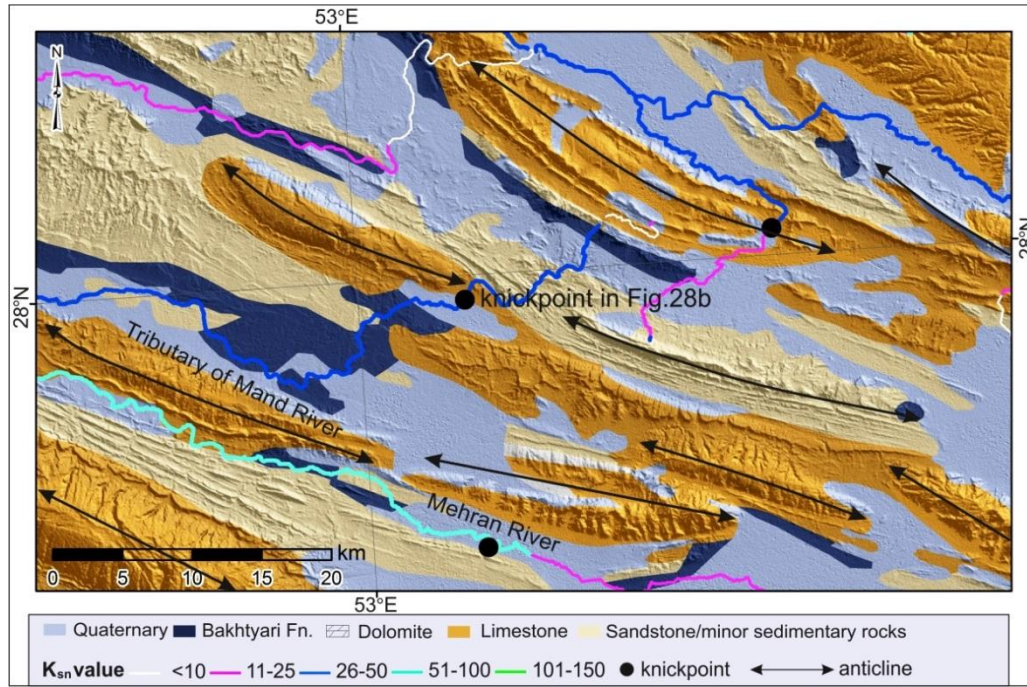 53°E
N
28°N
28°N
knickpoint in Fig.28b
Tributary of Mand River
Mehran River
km
0 5 10 15 20
53°E
Quaternary Bakhtyari Fn. Dolomite Limestone Sandstone/minor sedimentary rocks
Ksn value <10 11-25 26-50 51-100 101-150 knickpoint anticline